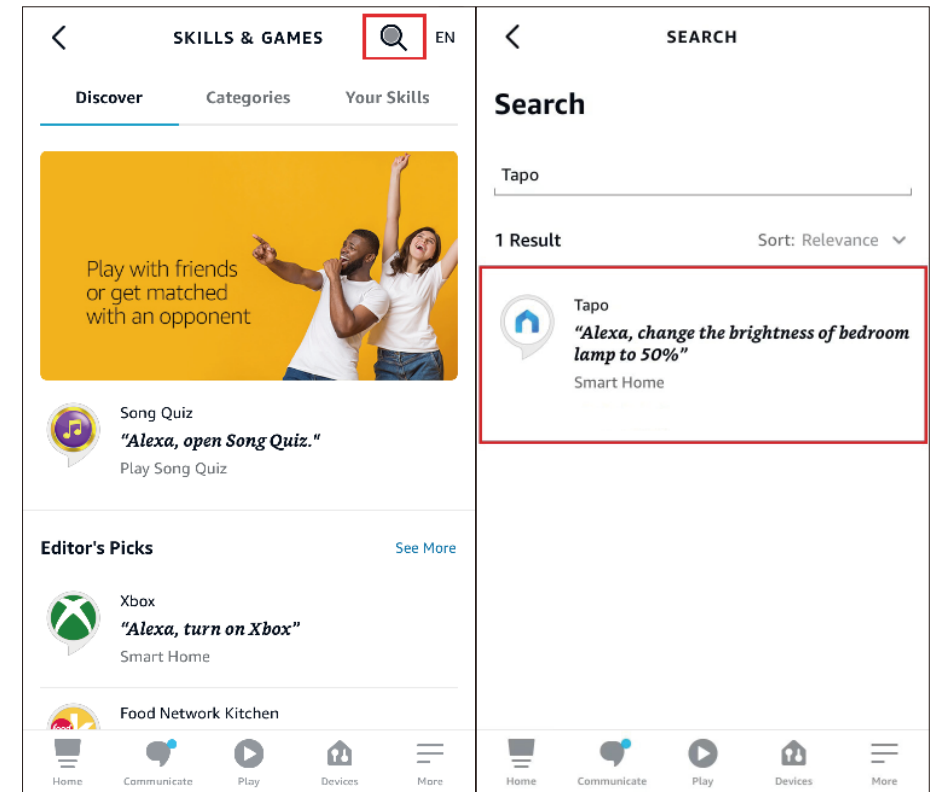 SKILLS & GAMES
EN
Discover
Categories
Your Skills
Play with friends
or get matched
with an opponent
Song Quiz
“Alexa, open Song Quiz."
Play Song Quiz
Editor's Picks
See More
Xbox
“Alexa, turn on Xbox”
Smart Home
Food Network Kitchen
food
Home
Communicate
Play
Devices
More
SEARCH
Search
Tapo
1 Result
Sort: Relevance
Tapo
“Alexa, change the brightness of bedroom
lamp to 50%”
Smart Home
Home
Communicate
Play
Devices
More